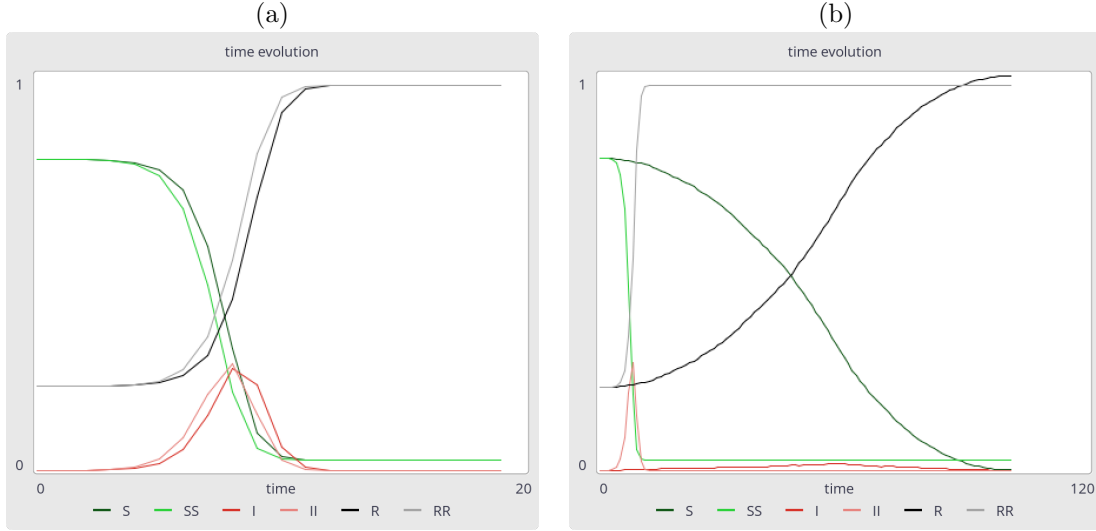 (a)
time evolution
1
0
0
time
20
S SS I II R RR
(b)
time evolution
1
0
0
time
120
S SS I II R RR